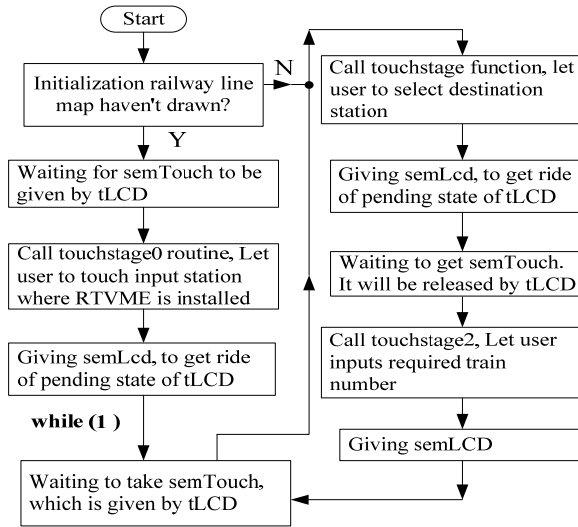 Start
Initialization railway line
map haven't drawn?
N
Y
Waiting for semTouch to be
given by tLCD
Call touchstage0 routine, Let
user to touch input station
where RTVME is installed
Giving semLcd, to get ride
of pending state of tLCD
while (1 )
Waiting to take semTouch,
which is given by tLCD
Call touchstage function, let
user to select destination
station
Giving semLcd, to get ride
of pending state of tLCD
Waiting to get semTouch.
It will be released by tLCD
Call touchstage2, Let user
inputs required train
number
Giving semLCD